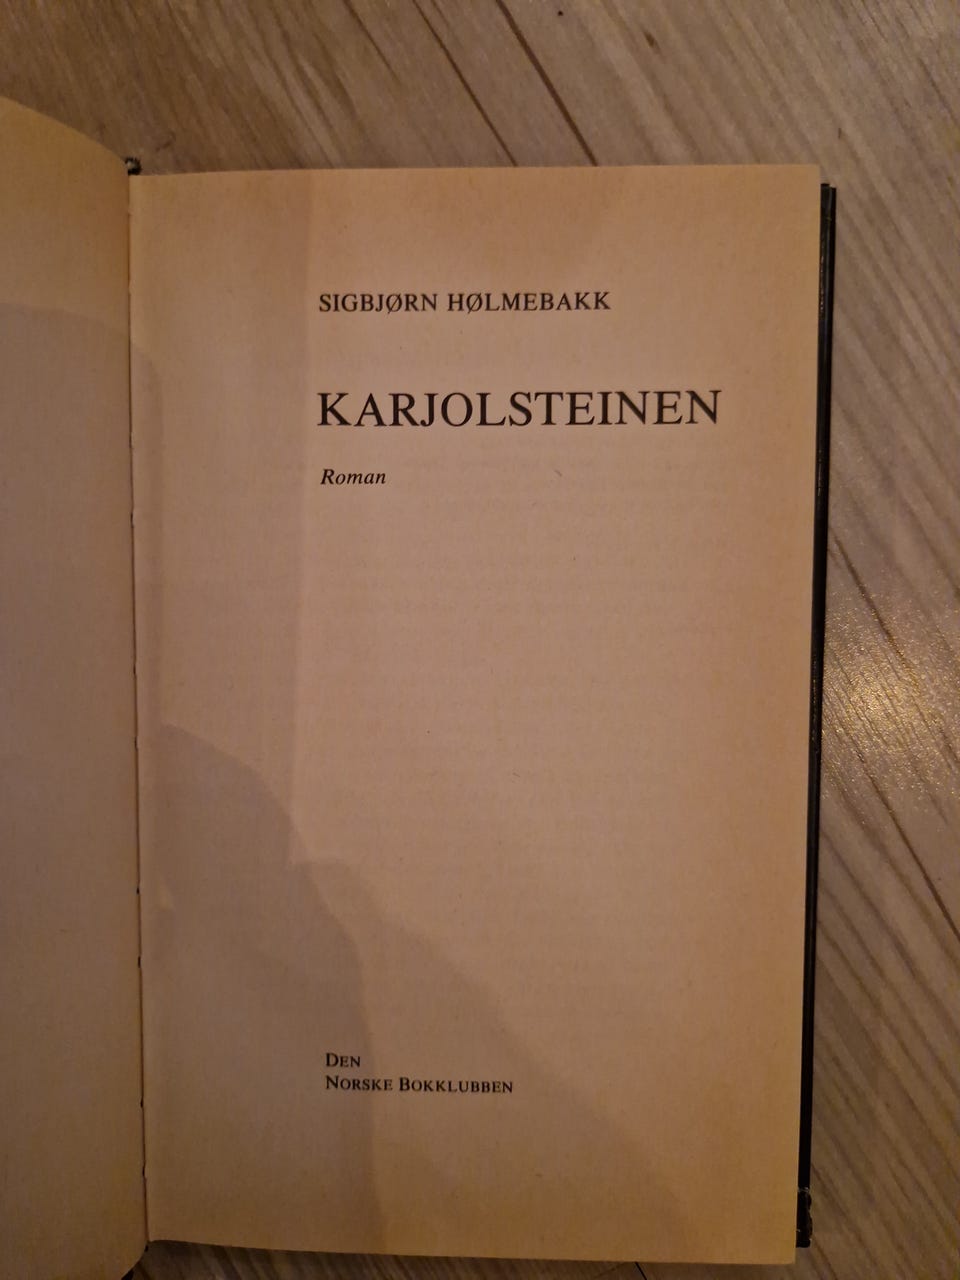 SIGBJØRN HØLMEBAKK
KARJOLSTEINEN
Roman
DEN
NORSKE BOKKLUBBEN